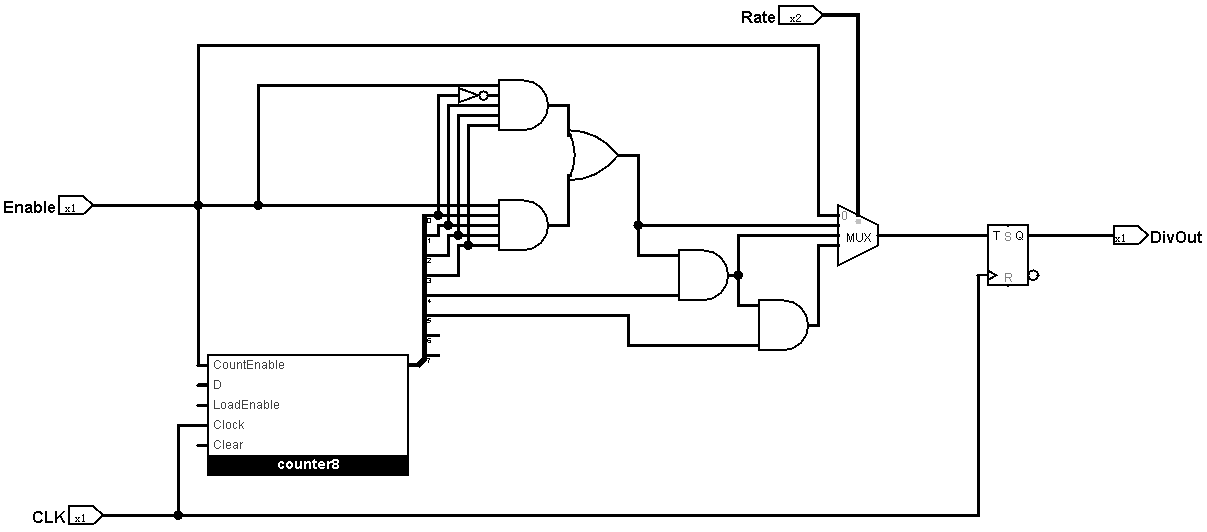 Rate x2
Enable x1
0
1
2
3
4
5
6
7
0
MUX
T S Q
R
x1 DivOut
CountEnable
D
LoadEnable
Clock
Clear
counter8
CLK x1